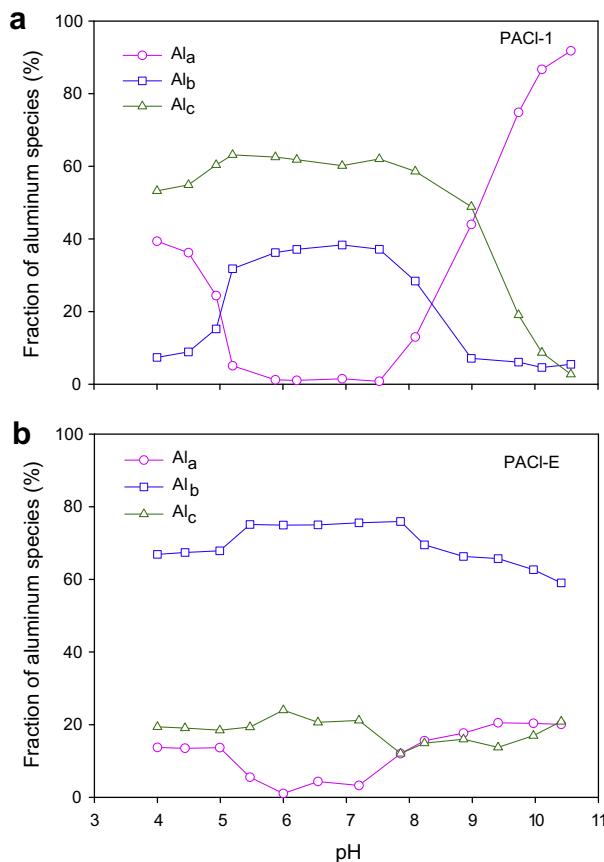 a
PACl-1
Ala
Alb
Alc
Fraction of aluminum species (%)
100
80
60
40
20
0
b
PACl-E
Ala
Alb
Alc
Fraction of aluminum species (%)
100
80
60
40
20
0
3 4 5 6 7 8 9 10 11
pH